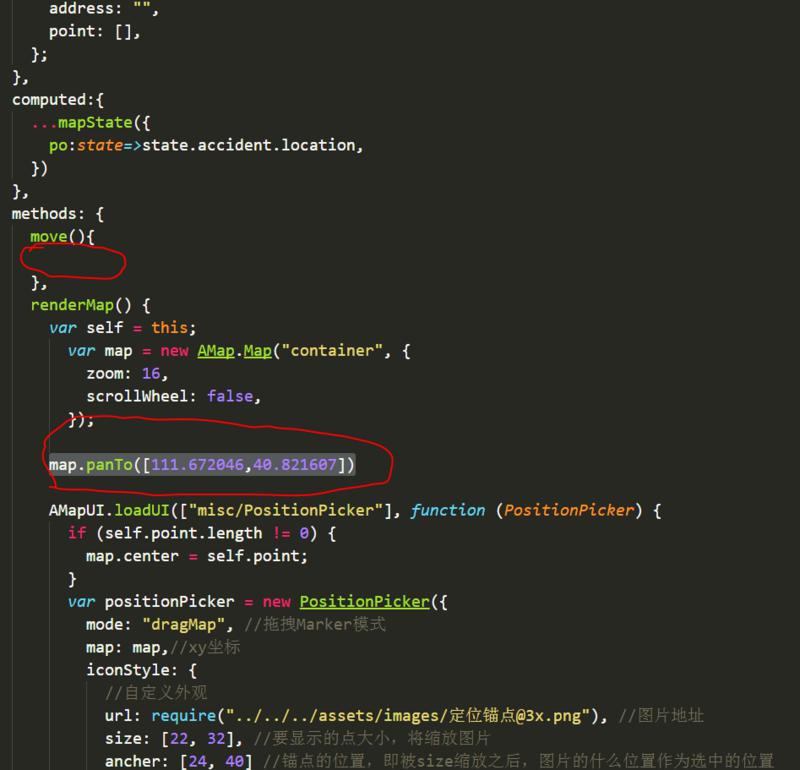 address: "",
point: [],
};
},
computed:{
...mapState({
po:state=>state.accident.location,
})
},
methods: {
move(){
},
renderMap() {
var self = this;
var map = new AMap.Map("container", {
zoom: 16,
scrollWheel: false,
});
map.panTo([111.672046,40.821607])
AMapUI.loadUI(["misc/PositionPicker"], function (PositionPicker) {
if (self.point.length != 0) {
map.center = self.point;
}
var positionPicker = new PositionPicker({
mode: "dragMap", //拖拽Marker模式
map: map,//xy坐标
iconStyle: {
//自定义外观
url: require("../../../assets/images/定位锚点@3x.png"), //图片地址
size: [22, 32], //要显示的点大小，将缩放图片
ancher: [24, 40] //锚点的位置，即被size缩放之后，图片的什么位置作为选中的位置